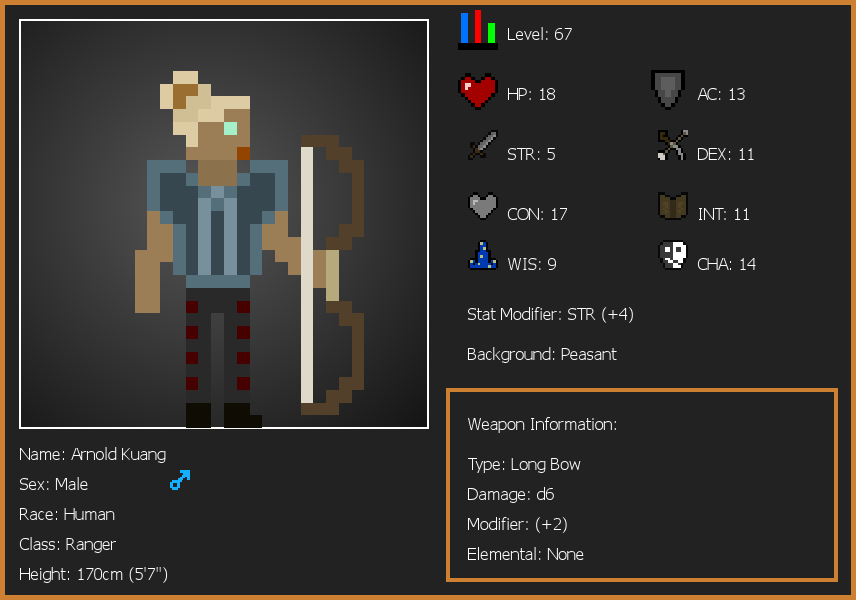 Level: 67
HP: 18
AC: 13
STR: 5
DEX: 11
CON: 17
INT: 11
WIS: 9
CHA: 14
Stat Modifier: STR (+4)
Background: Peasant
Weapon Information:
Type: Long Bow
Damage: d6
Modifier: (+2)
Elemental: None
Name: Arnold Kuang
Sex: Male
Race: Human
Class: Ranger
Height: 170cm (5'7")